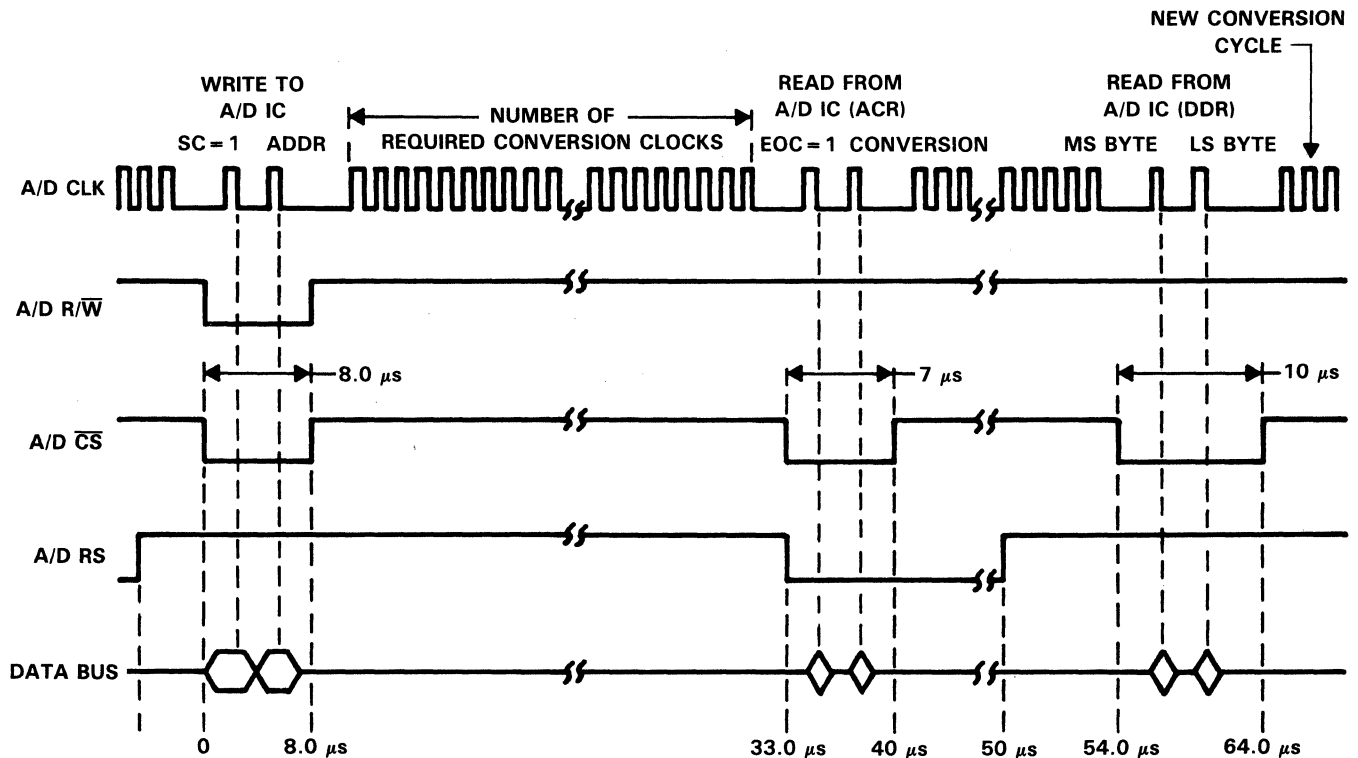 NEW CONVERSION
CYCLE
WRITE TO
A/D IC
SC = 1 ADDR
NUMBER OF
REQUIRED CONVERSION CLOCKS
READ FROM
A/D IC (ACR)
EOC = 1 CONVERSION
READ FROM
A/D IC (DDR)
MS BYTE LS BYTE
A/D CLK
A/D R/W̅
8.0 μs
7 μs
10 μs
A/D C̅S̅
A/D RS
DATA BUS
0 8.0 μs 33.0 μs 40 μs 50 μs 54.0 μs 64.0 μs